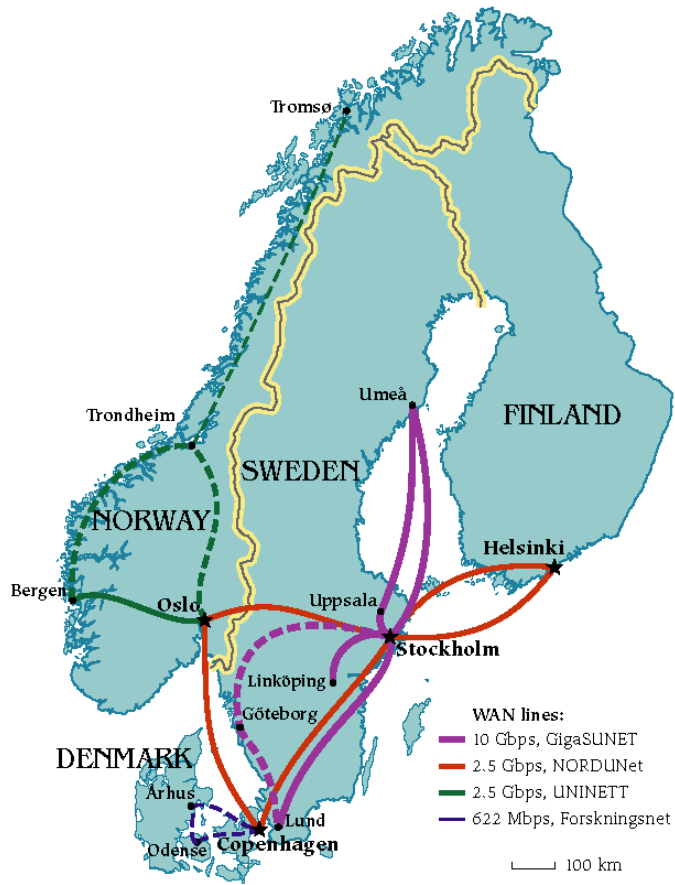 Tromsø
Umeå
Trondheim
FINLAND
SWEDEN
NORWAY
Helsinki
Bergen
Oslo
Uppsala
Stockholm
Linköping
Göteborg
WAN lines:
10 Gbps, GigaSUNET
2.5 Gbps, NORDUNet
2.5 Gbps, UNINETT
622 Mbps, Forskningsnet
DENMARK
Århus
Lund
Odense
Copenhagen
100 km